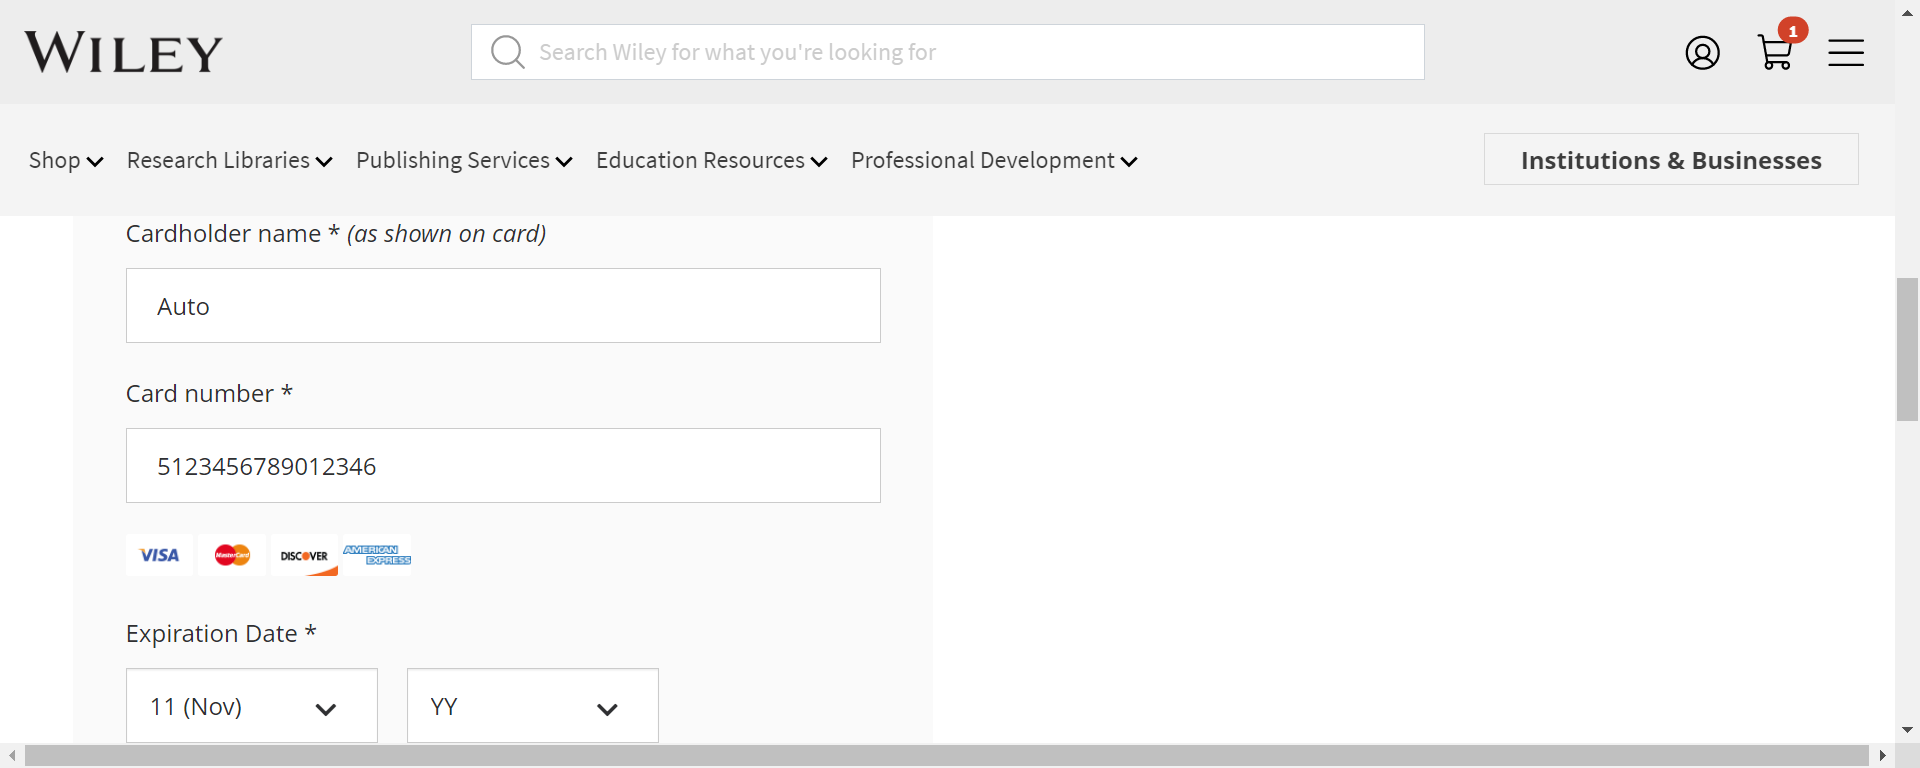 WILEY
Search Wiley for what you're looking for
1
Shop Research Libraries Publishing Services Education Resources Professional Development Institutions & Businesses
Cardholder name * (as shown on card)
Auto
Card number *
5123456789012346
VISA MasterCard DISCOVER AMERICAN EXPRESS
Expiration Date *
11 (Nov) YY